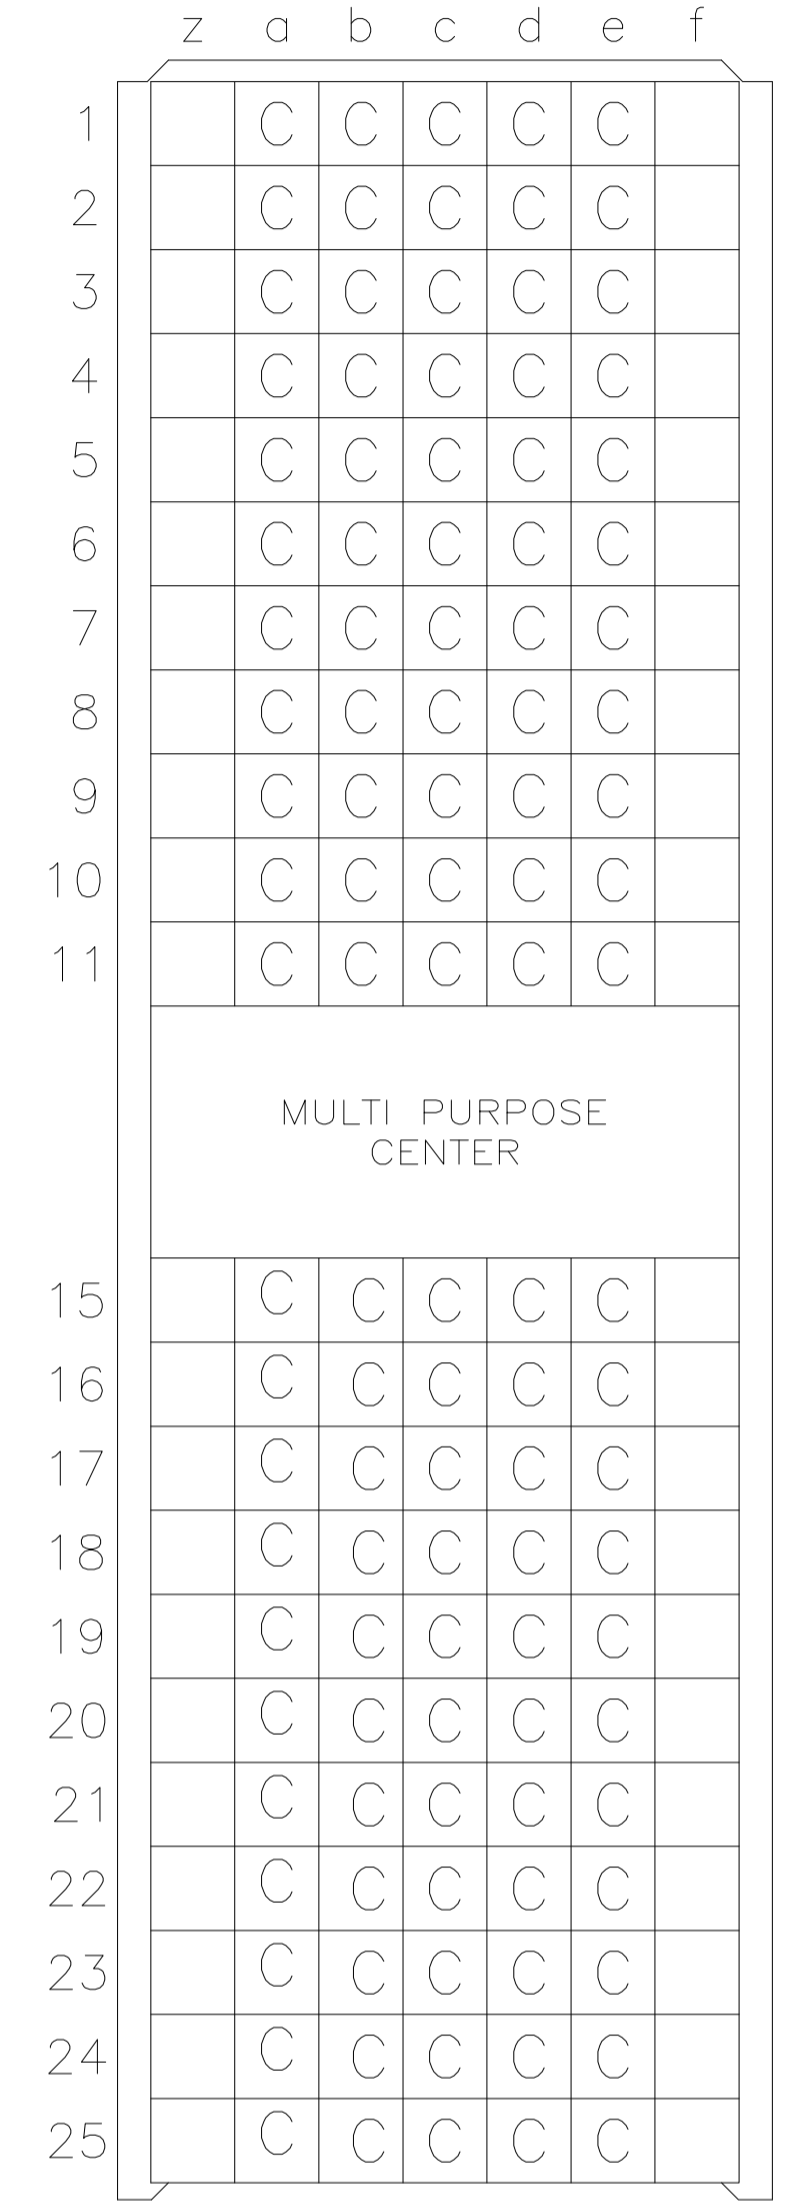 z a b c d e f
1 C C C C C
2 C C C C C
3 C C C C C
4 C C C C C
5 C C C C C
6 C C C C C
7 C C C C C
8 C C C C C
9 C C C C C
10 C C C C C
11 C C C C C
MULTI PURPOSE
CENTER
15 C C C C C
16 C C C C C
17 C C C C C
18 C C C C C
19 C C C C C
20 C C C C C
21 C C C C C
22 C C C C C
23 C C C C C
24 C C C C C
25 C C C C C